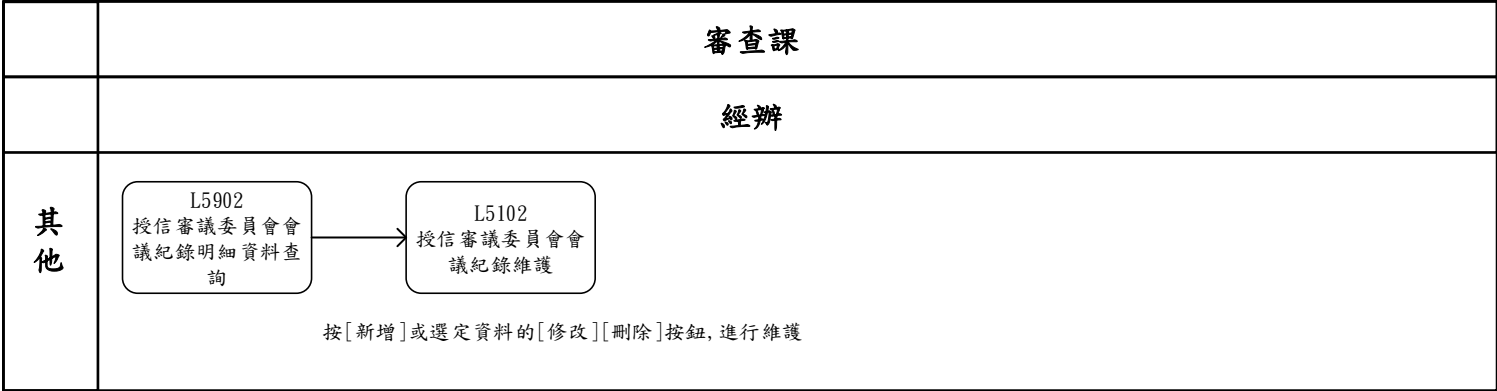 審查課
經辦
其
他
L5902
授信審議委員會會
議紀錄明細資料查
詢
L5102
授信審議委員會會
議紀錄維護
按[新增]或選定資料的[修改][刪除]按鈕,進行維護